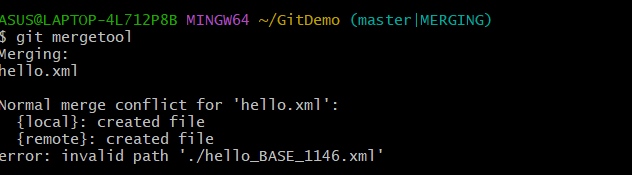 ASUS@LAPTOP-4L712P8B MINGW64 ~/GitDemo (master|MERGING)
$ git mergetool
Merging:
hello.xml

Normal merge conflict for 'hello.xml':
  {local}: created file
  {remote}: created file
error: invalid path './hello_BASE_1146.xml'